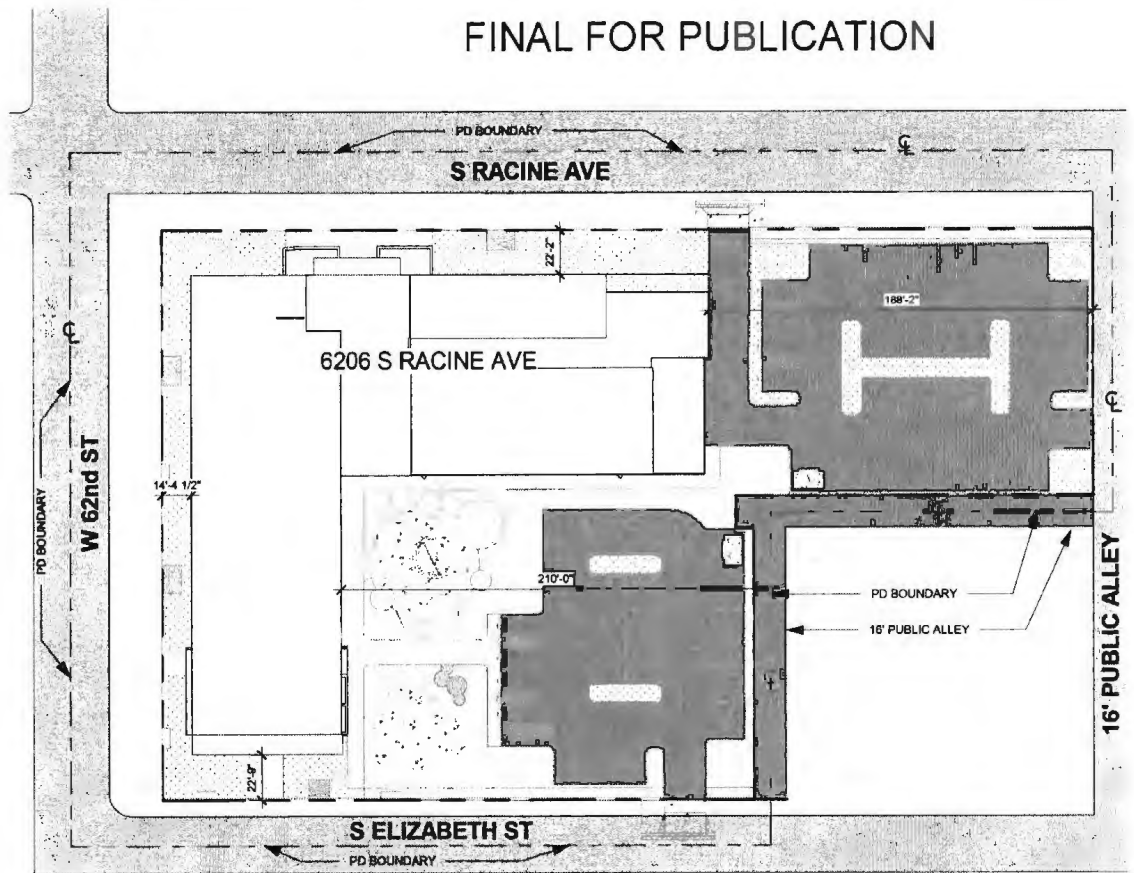 FINAL FOR PUBLICATION
PD BOUNDARY
S RACINE AVE
22'-2"
188'-2"
6206 S RACINE AVE
PD BOUNDARY
W 62nd ST
14'-4 1/2"
210'-0"
PD BOUNDARY
16' PUBLIC ALLEY
16' PUBLIC ALLEY
22'-9"
S ELIZABETH ST
PD BOUNDARY